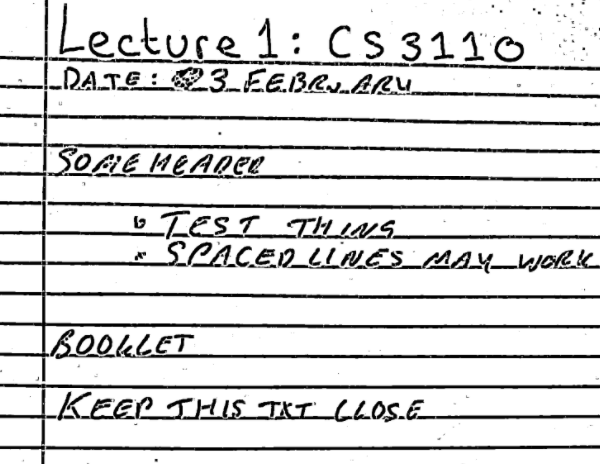 Lecture 1: CS 3110
DATE: 3 FEBRUARY
SOME HEADER
TEST THING
SPACED LINES MAY WORK
BOOKLET
KEEP THIS TXT CLOSE